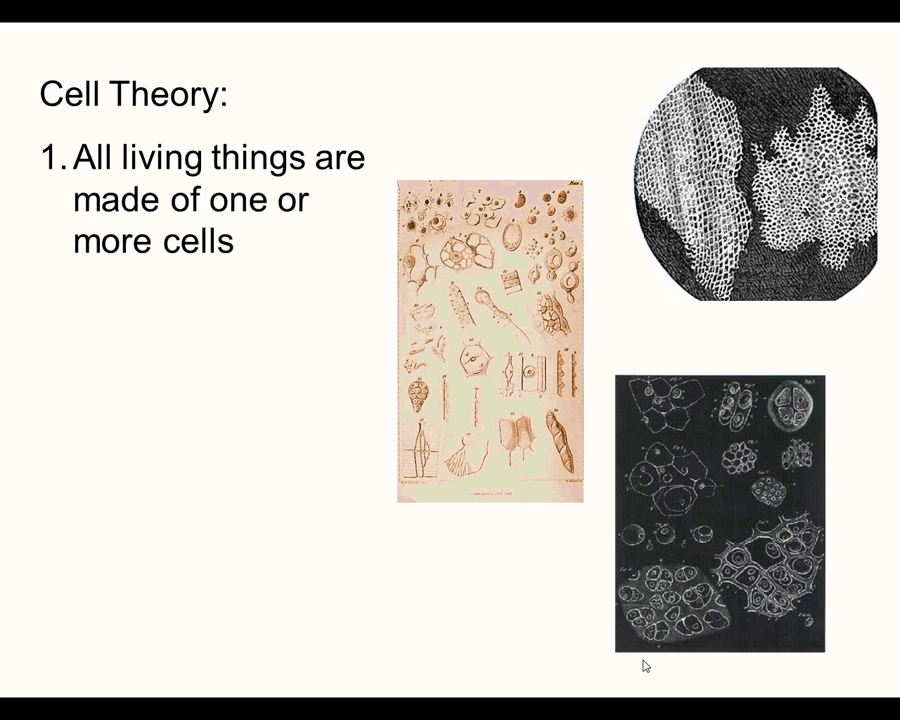 Cell Theory:
1. All living things are
made of one or
more cells